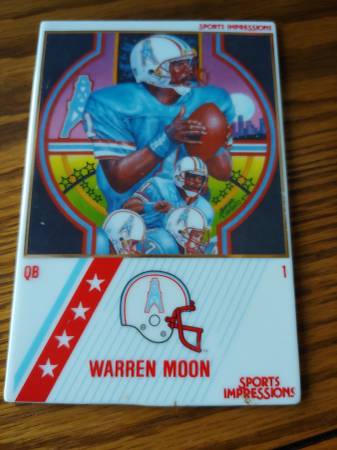 SPORTS IMPRESSIONS
QB
1
WARREN MOON
SPORTS
IMPRESSIONS